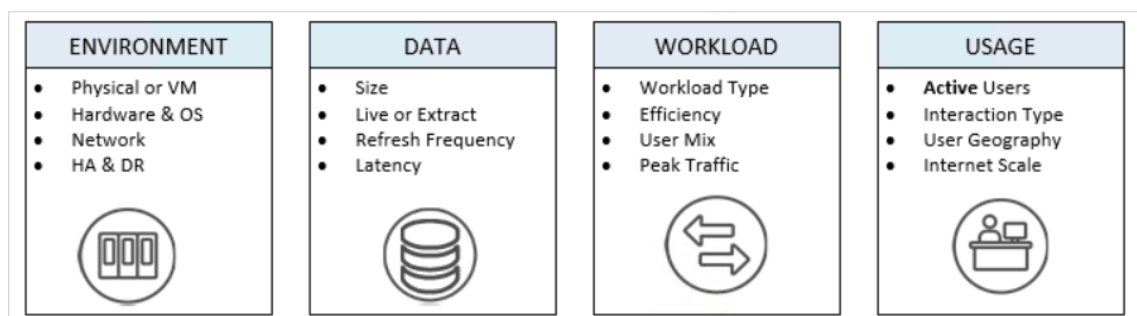 ENVIRONMENT
• Physical or VM
• Hardware & OS
• Network
• HA & DR
DATA
• Size
• Live or Extract
• Refresh Frequency
• Latency
WORKLOAD
• Workload Type
• Efficiency
• User Mix
• Peak Traffic
USAGE
• Active Users
• Interaction Type
• User Geography
• Internet Scale